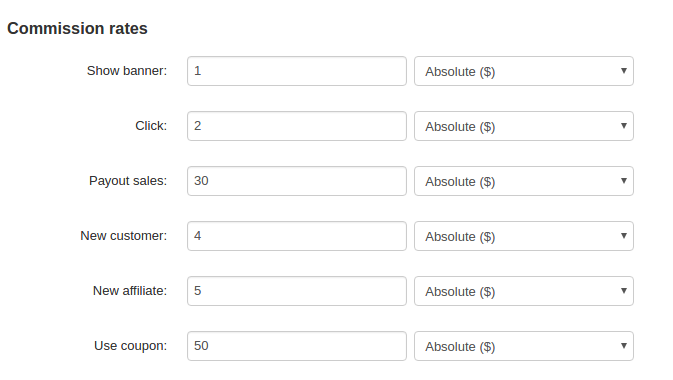 Commission rates
Show banner: 1 Absolute ($)
Click: 2 Absolute ($)
Payout sales: 30 Absolute ($)
New customer: 4 Absolute ($)
New affiliate: 5 Absolute ($)
Use coupon: 50 Absolute ($)